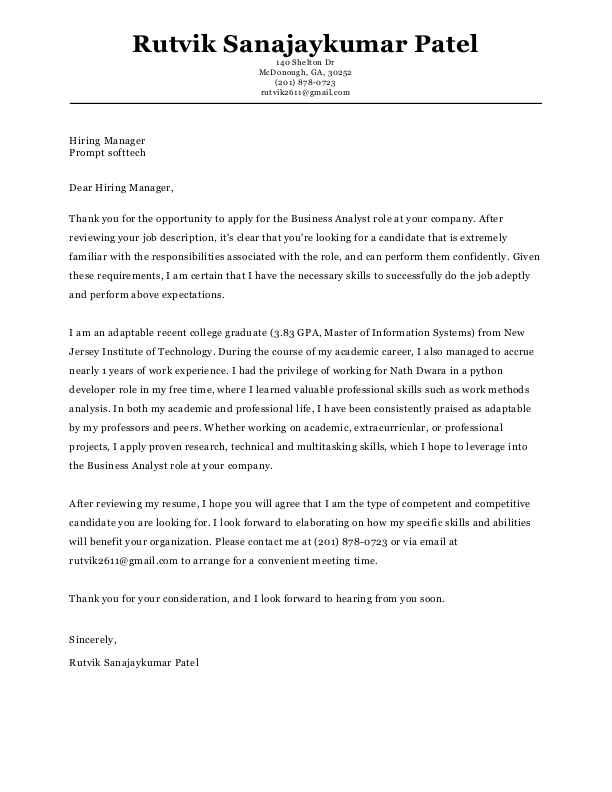 Rutvik Sanajaykumar Patel
140 Shelton Dr
McDonough, GA, 30252
(201) 878-0723
rutvik2611@gmail.com
Hiring Manager
Prompt softtech
Dear Hiring Manager,
Thank you for the opportunity to apply for the Business Analyst role at your company. After
reviewing your job description, it's clear that you're looking for a candidate that is extremely
familiar with the responsibilities associated with the role, and can perform them confidently. Given
these requirements, I am certain that I have the necessary skills to successfully do the job adeptly
and perform above expectations.
I am an adaptable recent college graduate (3.83 GPA, Master of Information Systems) from New
Jersey Institute of Technology. During the course of my academic career, I also managed to accrue
nearly 1 years of work experience. I had the privilege of working for Nath Dwara in a python
developer role in my free time, where I learned valuable professional skills such as work methods
analysis. In both my academic and professional life, I have been consistently praised as adaptable
by my professors and peers. Whether working on academic, extracurricular, or professional
projects, I apply proven research, technical and multitasking skills, which I hope to leverage into
the Business Analyst role at your company.
After reviewing my resume, I hope you will agree that I am the type of competent and competitive
candidate you are looking for. I look forward to elaborating on how my specific skills and abilities
will benefit your organization. Please contact me at (201) 878-0723 or via email at
rutvik2611@gmail.com to arrange for a convenient meeting time.
Thank you for your consideration, and I look forward to hearing from you soon.
Sincerely,
Rutvik Sanajaykumar Patel